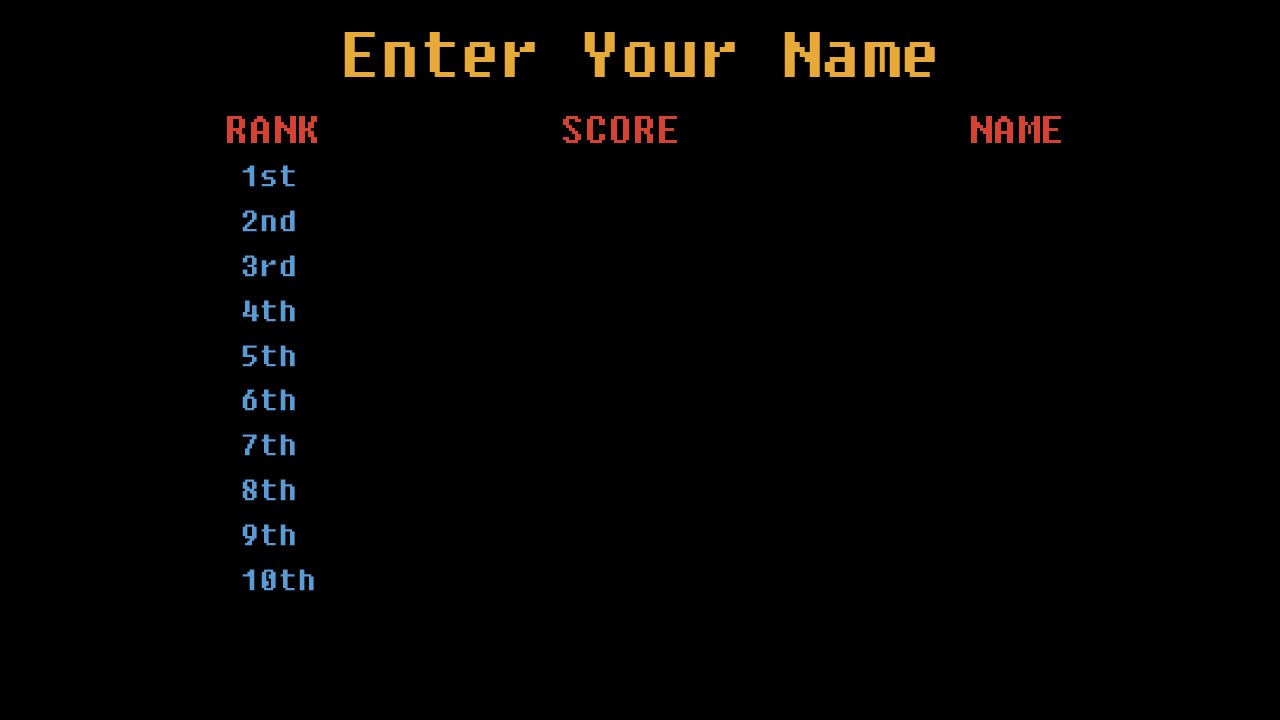 Enter Your Name
RANK SCORE NAME
1st
2nd
3rd
4th
5th
6th
7th
8th
9th
10th